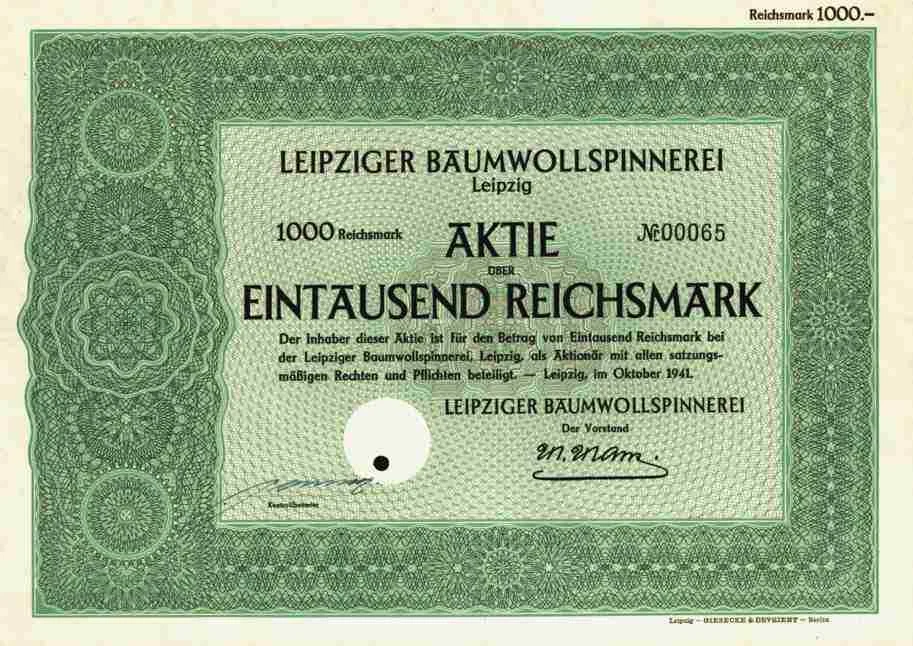 Reichsmark 1000.–
LEIPZIGER BAUMWOLLSPINNEREI
Leipzig
1000 Reichsmark
AKTIE
№ 00065
ÜBER
EINTAUSEND REICHSMARK
Der Inhaber dieser Aktie ist für den Betrag von Eintausend Reichsmark bei
der Leipziger Baumwollspinnerei, Leipzig, als Aktionär mit allen satzungs-
mäßigen Rechten und Pflichten beteiligt. — Leipzig, im Oktober 1941.
LEIPZIGER BAUMWOLLSPINNEREI
Der Vorstand
Kontrollbeamter
Leipzig – GIESECKE & DEVRIENT – Berlin